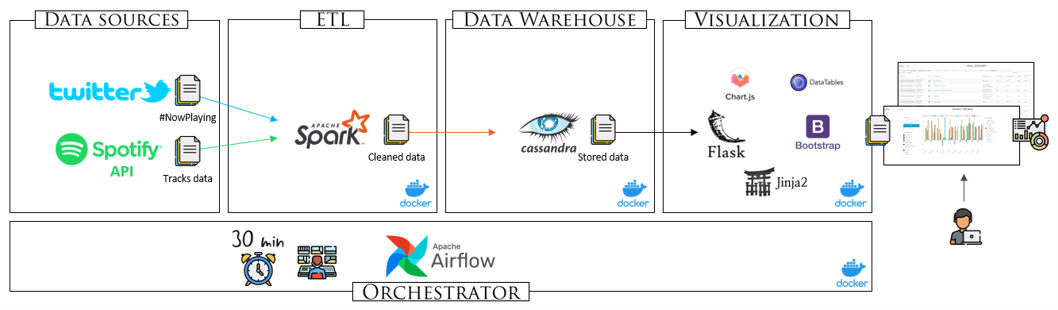 DATA SOURCES
ETL
DATA WAREHOUSE
VISUALIZATION
twitter
#NowPlaying
Spotify®
API
Tracks data
APACHE
Spark™
Cleaned data
docker
cassandra
Stored data
docker
Chart.js
DataTables
Flask
B
Bootstrap
Jinja2
docker
30 min
Apache
Airflow
docker
ORCHESTRATOR